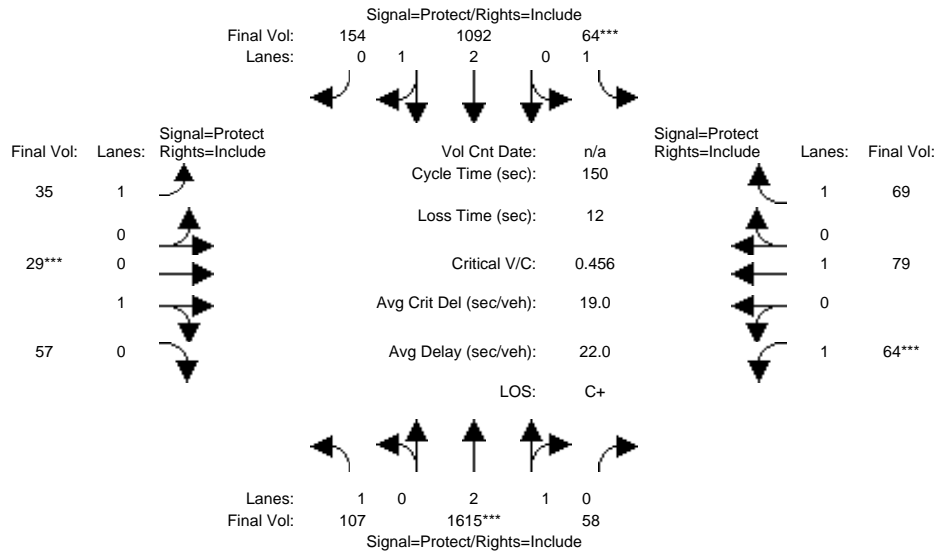 Signal=Protect/Rights=Include
Final Vol: 154 1092 64***
Lanes: 0 1 2 0 1
Signal=Protect
Final Vol: Lanes: Rights=Include
Vol Cnt Date: n/a
Signal=Protect
Rights=Include Lanes: Final Vol:
Cycle Time (sec): 150
35 1
1 69
Loss Time (sec): 12
0
0
29*** 0
Critical V/C: 0.456
1 79
1
Avg Crit Del (sec/veh): 19.0
0
57 0
Avg Delay (sec/veh): 22.0
1 64***
LOS: C+
Lanes: 1 0 2 1 0
Final Vol: 107 1615*** 58
Signal=Protect/Rights=Include